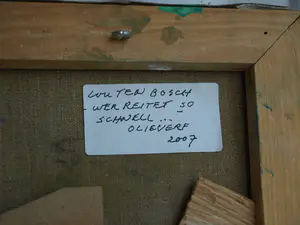 WOUTER BOSCH
WER REITET SO
SCHNELL...
OLIEVERF
2007